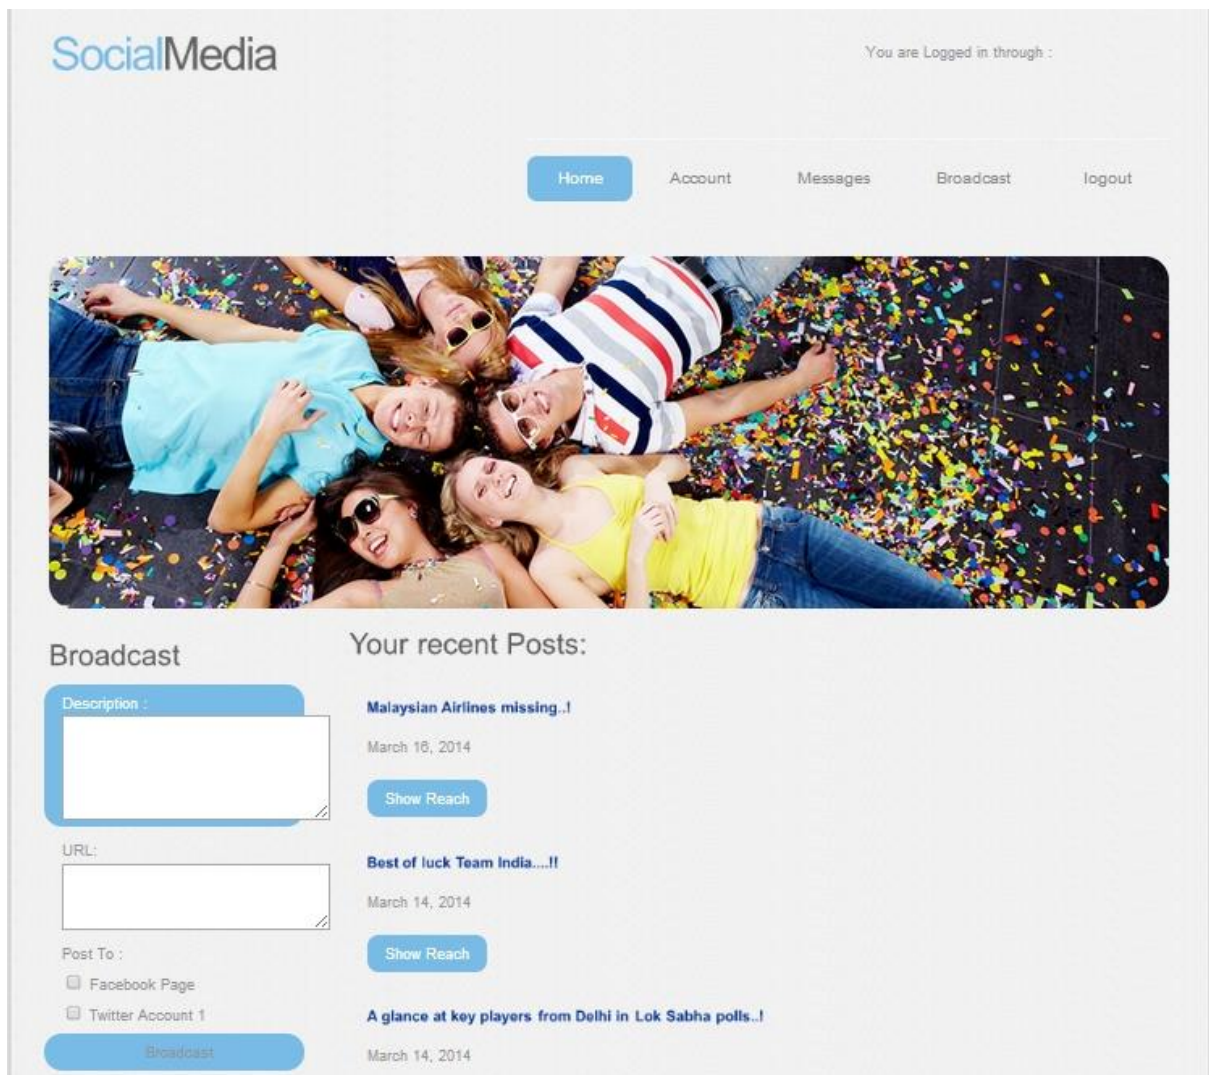 SocialMedia
You are Logged in through :
Home Account Messages Broadcast logout
Broadcast
Description :
URL:
Post To :
Facebook Page
Twitter Account 1
Broadcast
Your recent Posts:
Malaysian Airlines missing..!
March 16, 2014
Show Reach
Best of luck Team India....!!
March 14, 2014
Show Reach
A glance at key players from Delhi in Lok Sabha polls..!
March 14, 2014